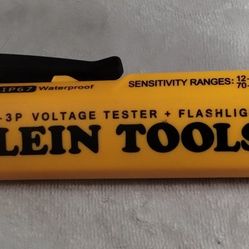 IP67 Waterproof
SENSITIVITY RANGES: 12-
70-
-3P VOLTAGE TESTER + FLASHLIG
LEIN TOOLS